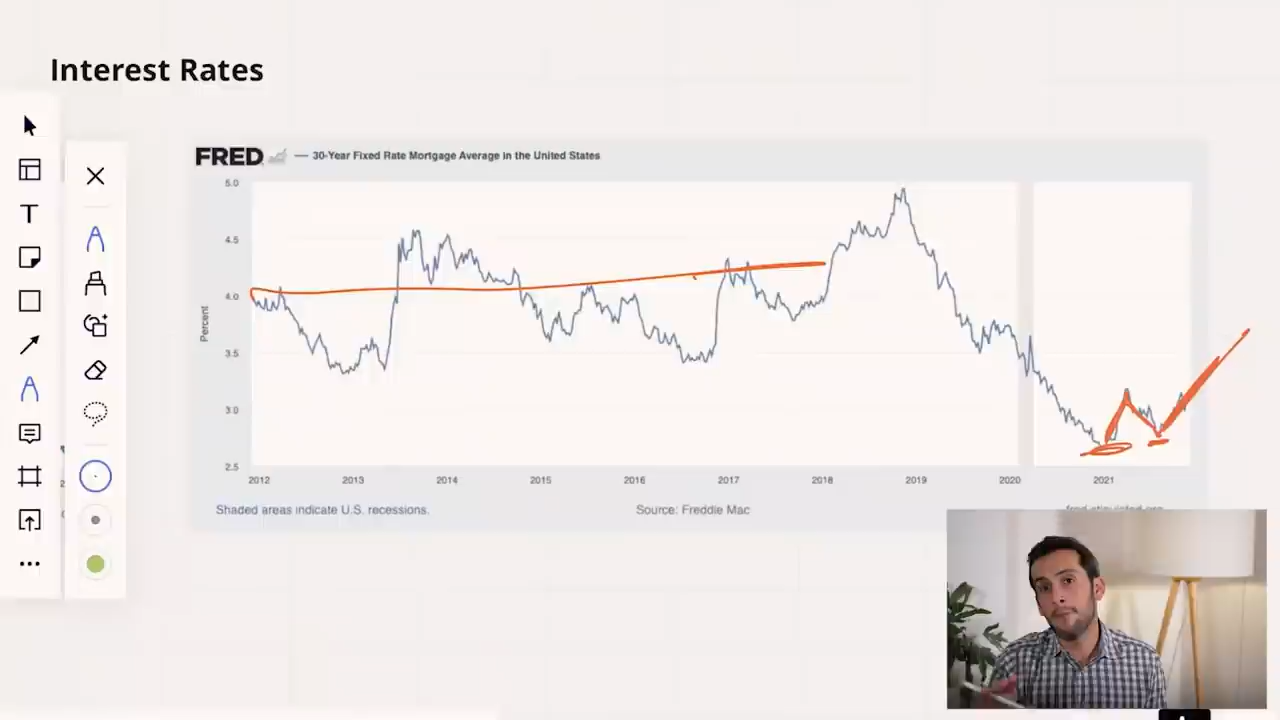 Interest Rates
FRED — 30-Year Fixed Rate Mortgage Average in the United States
5.0
4.5
4.0
3.5
3.0
2.5
Percent
2012 2013 2014 2015 2016 2017 2018 2019 2020 2021
Shaded areas indicate U.S. recessions.
Source: Freddie Mac
T